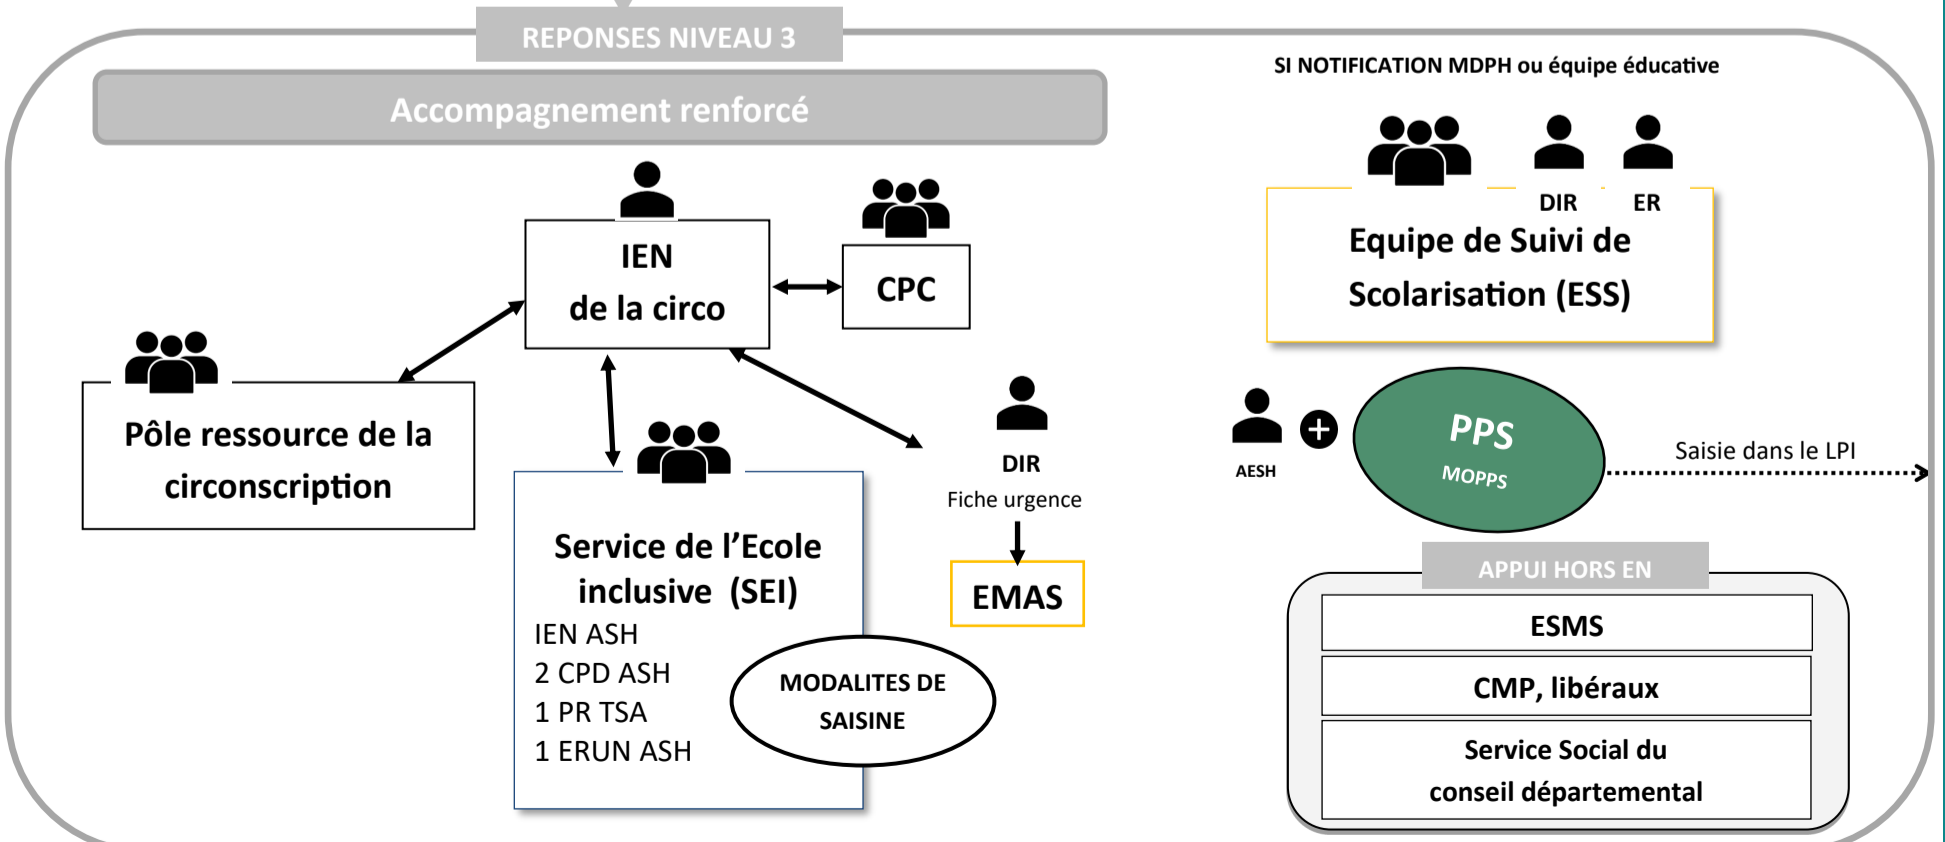 REPONSES NIVEAU 3
Accompagnement renforcé
IEN
de la circo
CPC
Pôle ressource de la
circonscription
Service de l’Ecole
inclusive (SEI)
IEN ASH
2 CPD ASH
1 PR TSA
1 ERUN ASH
MODALITES DE
SAISINE
DIR
Fiche urgence
EMAS
SI NOTIFICATION MDPH ou équipe éducative
DIR
ER
Equipe de Suivi de
Scolarisation (ESS)
AESH
PPS
MOPPS
Saisie dans le LPI
APPUI HORS EN
ESMS
CMP, libéraux
Service Social du
conseil départemental